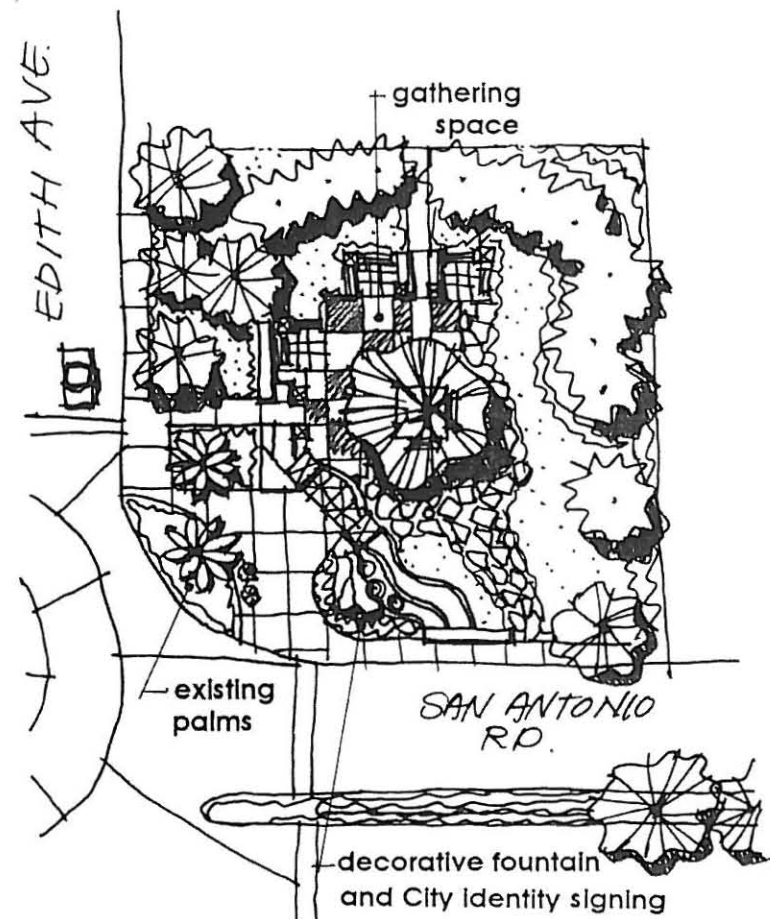 EDITH AVE.
gathering
space
existing
palms
SAN ANTONIO
RD.
decorative fountain
and City identity signing